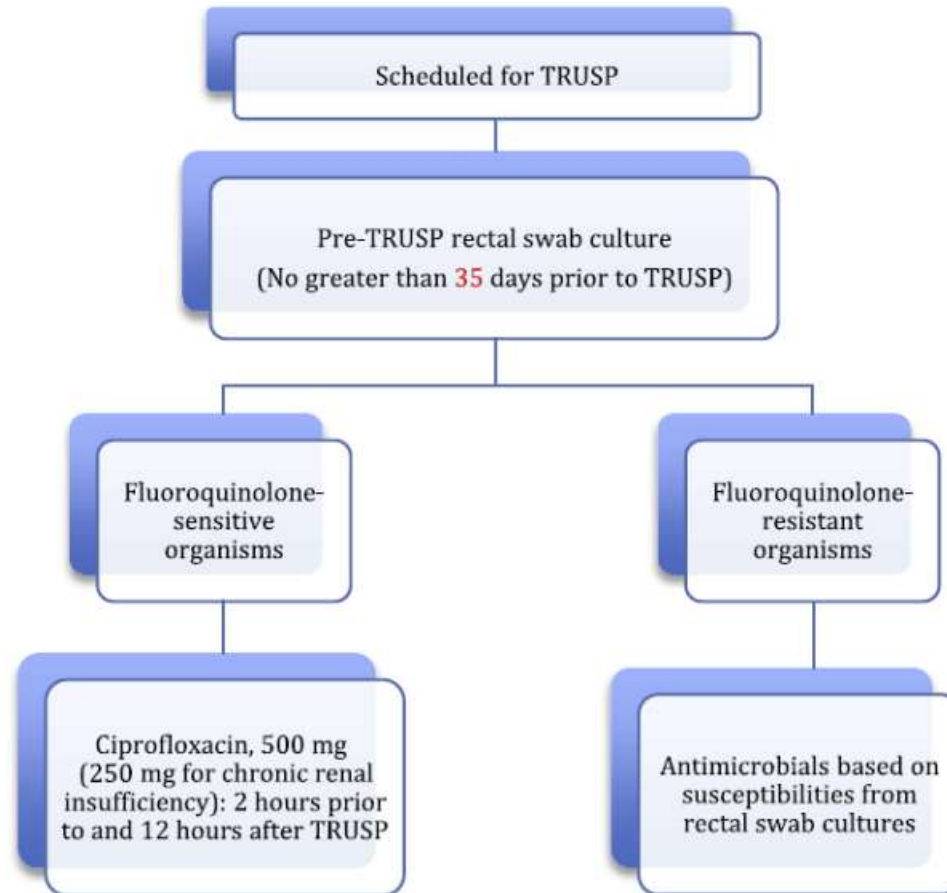 Scheduled for TRUSP
Pre-TRUSP rectal swab culture
(No greater than 35 days prior to TRUSP)
Fluoroquinolone-
sensitive
organisms
Fluoroquinolone-
resistant
organisms
Ciprofloxacin, 500 mg
(250 mg for chronic renal
insufficiency): 2 hours prior
to and 12 hours after TRUSP
Antimicrobials based on
susceptibilities from
rectal swab cultures